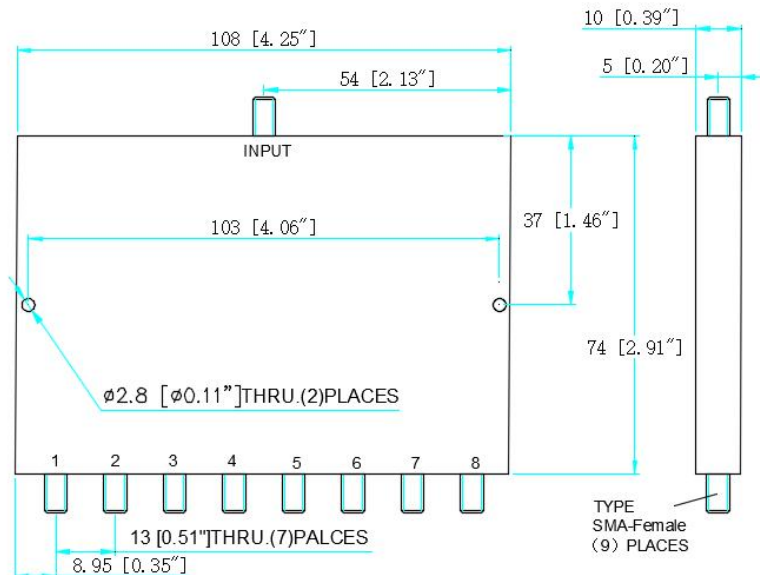 108 [4.25″]
10 [0.39″]
54 [2.13″]
5 [0.20″]
INPUT
103 [4.06″]
37 [1.46″]
74 [2.91″]
ø2.8 [ø0.11”]THRU.(2)PLACES
1 2 3 4 5 6 7 8
13 [0.51"]THRU.(7)PALCES
8.95 [0.35″]
TYPE
SMA-Female
（9）PLACES